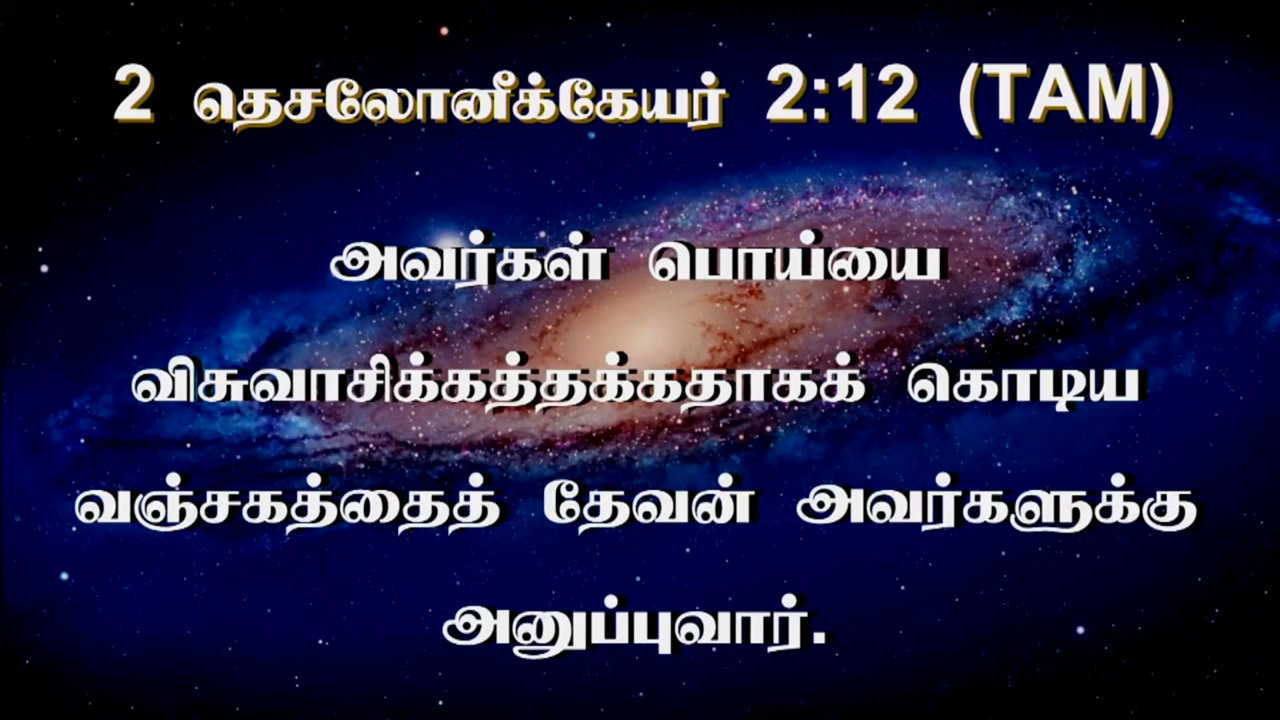 2 தெசலோனீக்கேயர் 2:12 (TAM)
அவர்கள் பொய்யை
விசுவாசிக்கத்தக்கதாகக் கொடிய
வஞ்சகத்தைத் தேவன் அவர்களுக்கு
அனுப்புவார்.